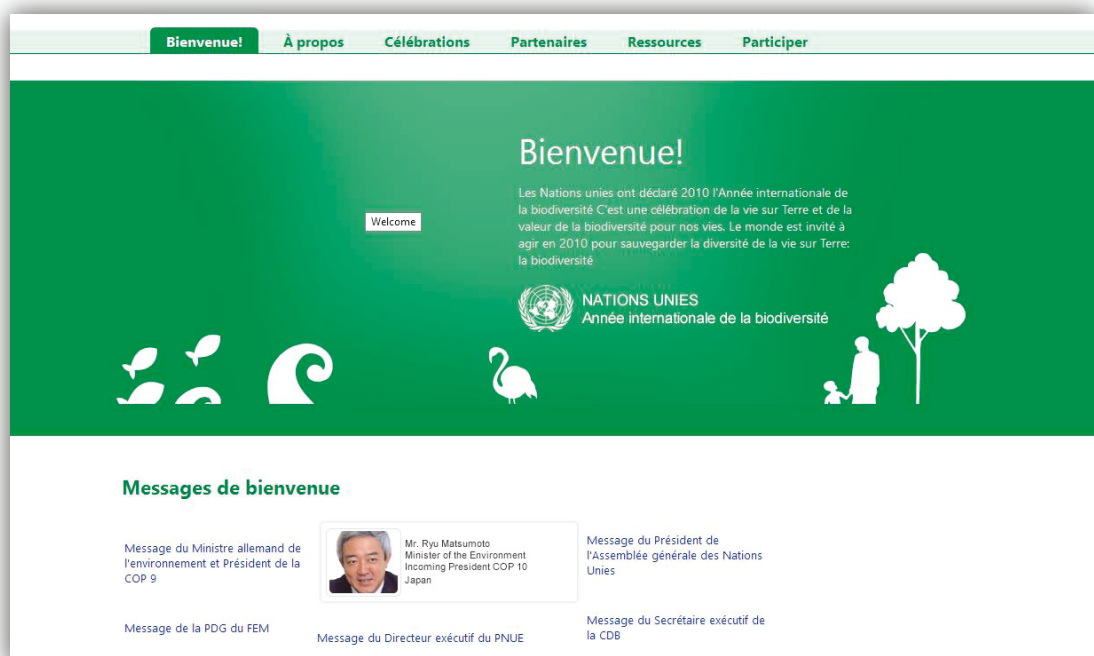 Bienvenue!
À propos
Célébrations
Partenaires
Ressources
Participer
Bienvenue!
Les Nations unies ont déclaré 2010 l'Année internationale de
la biodiversité C'est une célébration de la vie sur Terre et de la
valeur de la biodiversité pour nos vies. Le monde est invité à
agir en 2010 pour sauvegarder la diversité de la vie sur Terre:
la biodiversité
Welcome
NATIONS UNIES
Année internationale de la biodiversité
Messages de bienvenue
Message du Ministre allemand de
l'environnement et Président de la
COP 9
Mr. Ryu Matsumoto
Minister of the Environment
Incoming President COP 10
Japan
Message du Président de
l'Assemblée générale des Nations
Unies
Message de la PDG du FEM
Message du Directeur exécutif du PNUE
Message du Secrétaire exécutif de
la CDB